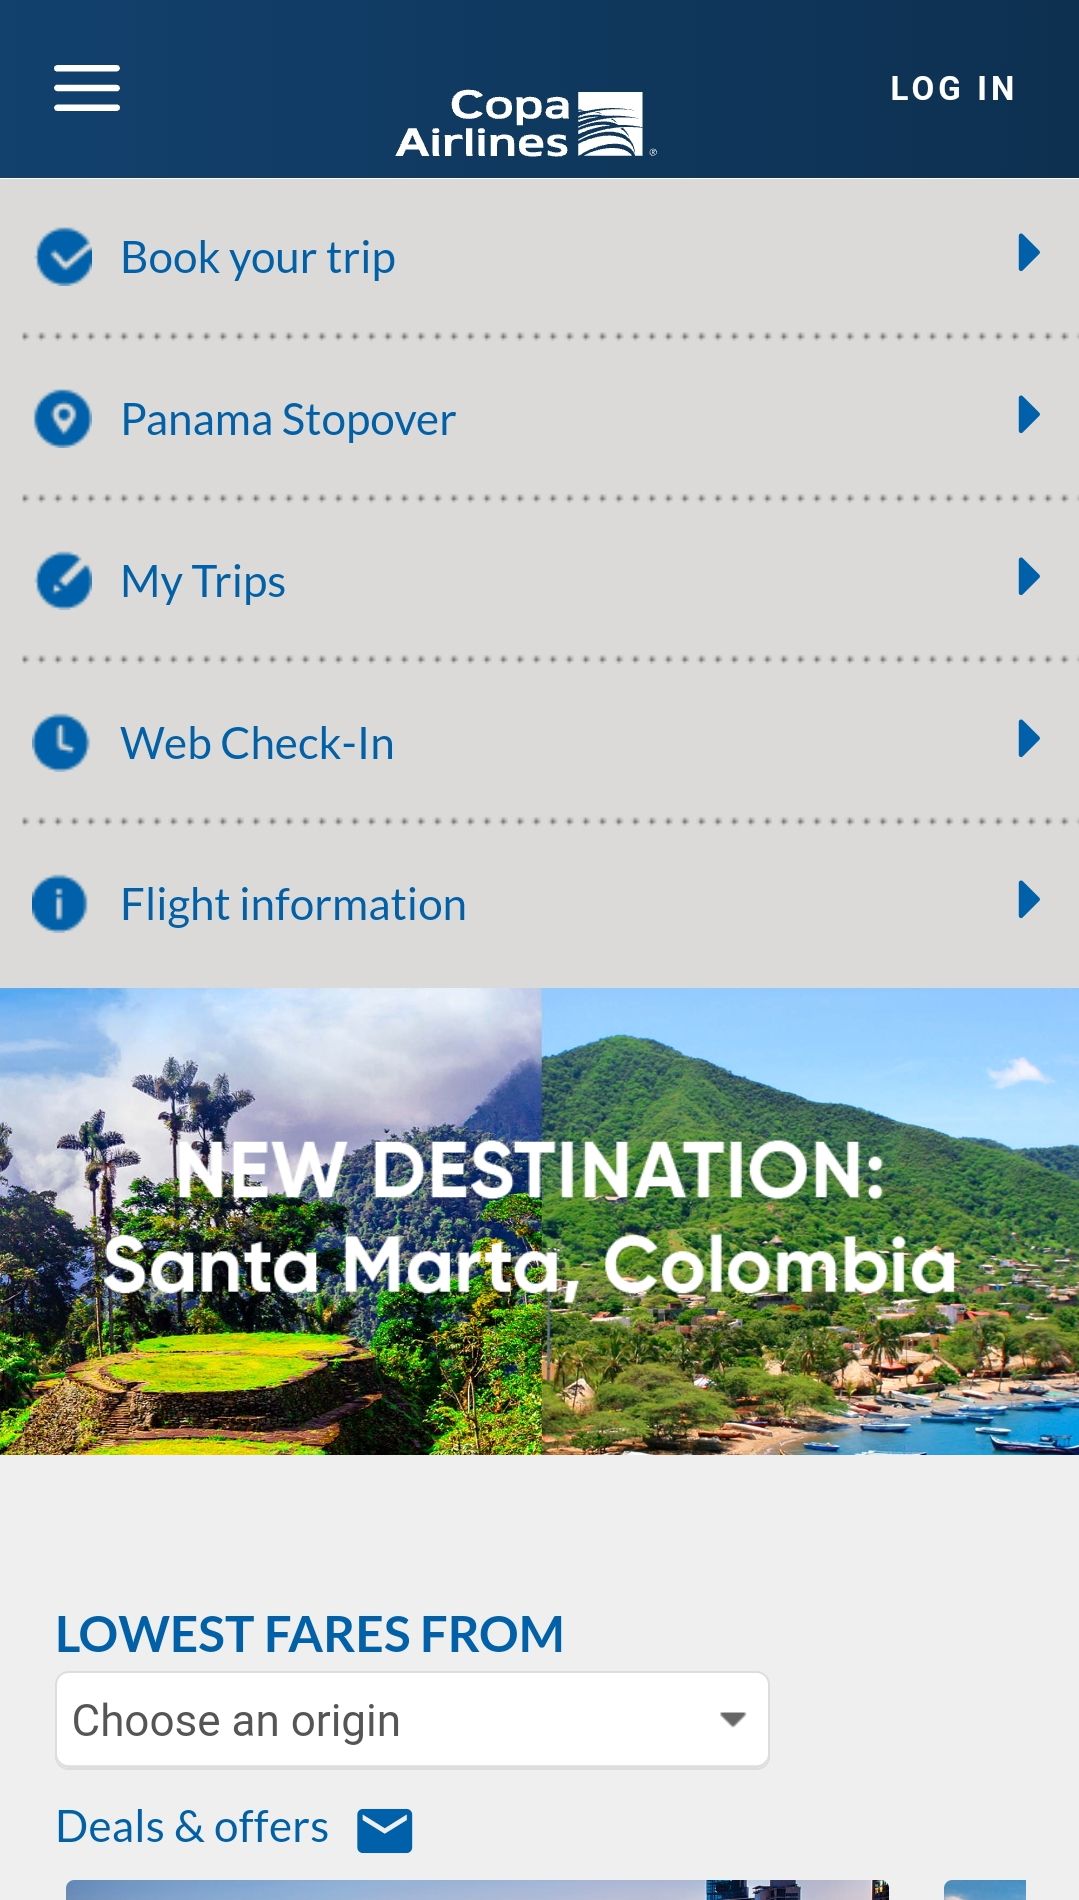 LOG IN
Copa
Airlines
Book your trip
Panama Stopover
My Trips
Web Check-In
Flight information
NEW DESTINATION:
Santa Marta, Colombia
LOWEST FARES FROM
Choose an origin
Deals & offers